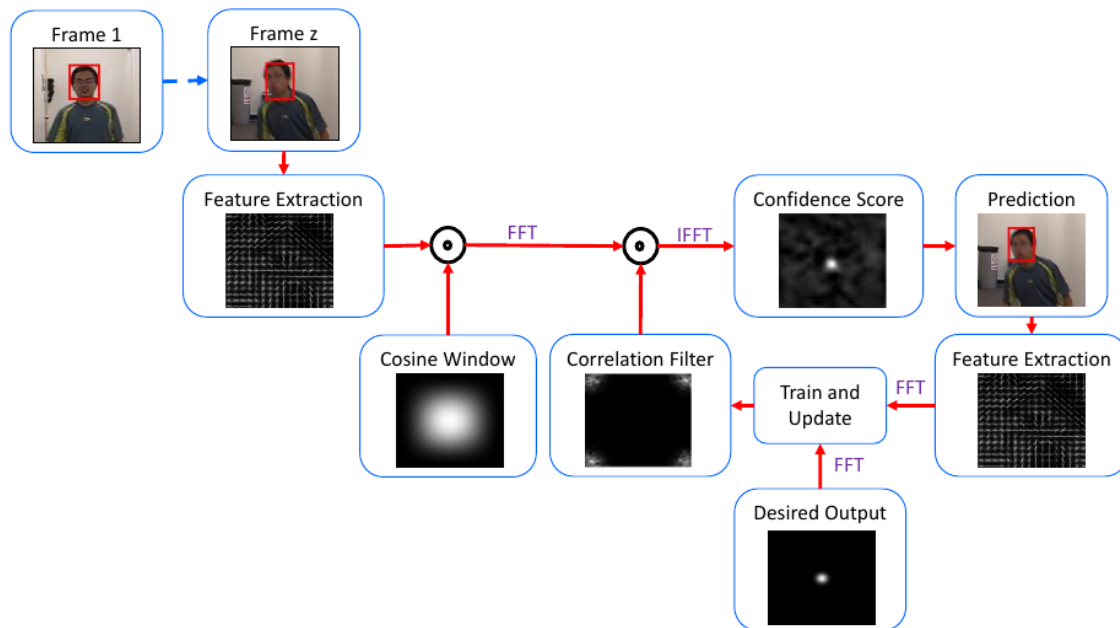 Frame 1
Frame z
Feature Extraction
Confidence Score
Prediction
FFT
IFFT
Cosine Window
Correlation Filter
Train and
Update
FFT
Feature Extraction
FFT
Desired Output